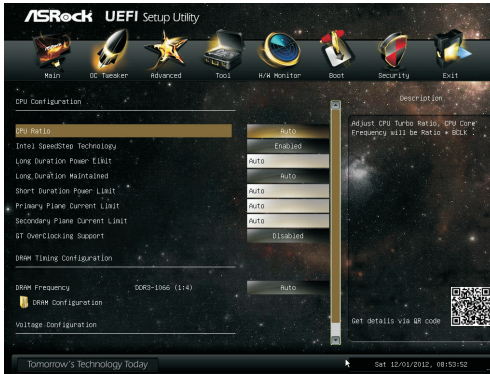 ASRock UEFI Setup Utility
Main OC Tweaker Advanced Tool H/W Monitor Boot Security Exit
CPU Configuration
Description
CPU Ratio Auto
Adjust CPU Turbo Ratio, CPU Core
Frequency will be Ratio * BCLK .
Intel SpeedStep Technology Enabled
Long Duration Power Limit Auto
Long Duration Maintained Auto
Short Duration Power Limit Auto
Primary Plane Current Limit Auto
Secondary Plane Current Limit Auto
GT OverClocking Support Disabled
DRAM Timing Configuration
DRAM Frequency DDR3-1066 (1:4) Auto
DRAM Configuration
Get details via QR code
Voltage Configuration
Tomorrow's Technology Today
Sat 12/01/2012, 08:53:52